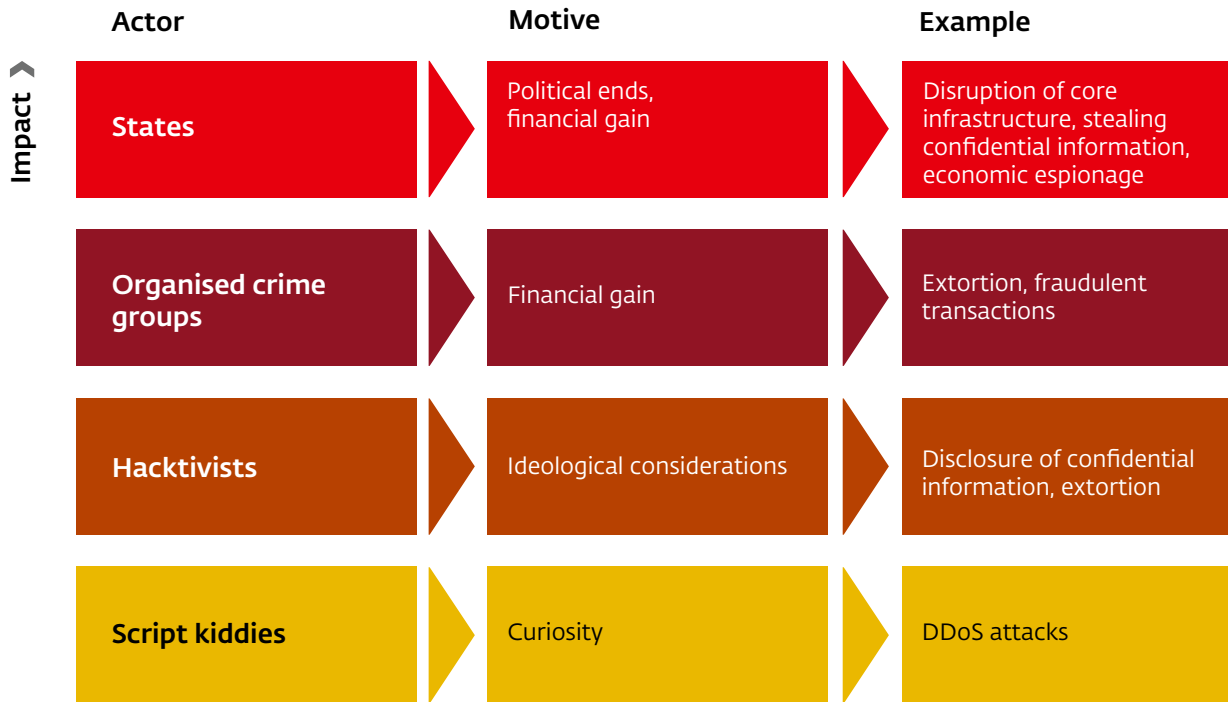 Actor
Motive
Example
Impact
States
Political ends,
financial gain
Disruption of core
infrastructure, stealing
confidential information,
economic espionage
Organised crime
groups
Financial gain
Extortion, fraudulent
transactions
Hacktivists
Ideological considerations
Disclosure of confidential
information, extortion
Script kiddies
Curiosity
DDoS attacks